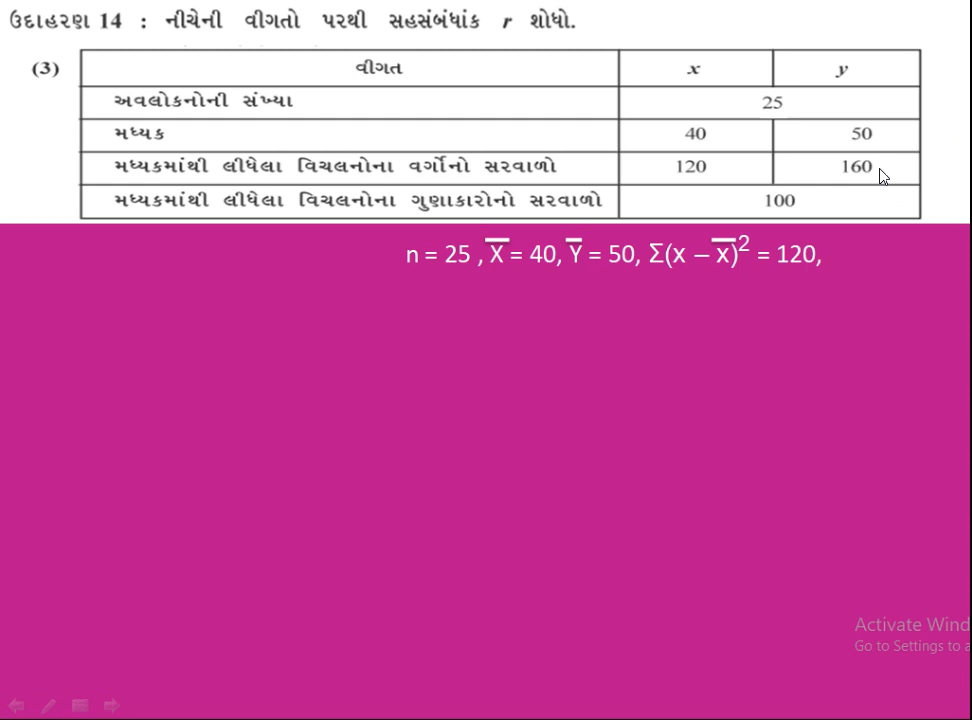 ઉદાહરણ 14 : નીચેની વીગતો પરથી સહસંબંધાંક r શોધો.
(3) વીગત x y
અવલોકનોની સંખ્યા 25
મધ્યક 40 50
મધ્યકમાંથી લીધેલા વિચલનોના વર્ગોનો સરવાળો 120 160
મધ્યકમાંથી લીધેલા વિચલનોના ગુણાકારોનો સરવાળો 100
n = 25 , X̅ = 40, Y̅ = 50, Σ(x – x̅)² = 120,
Activate Wind
Go to Settings to a